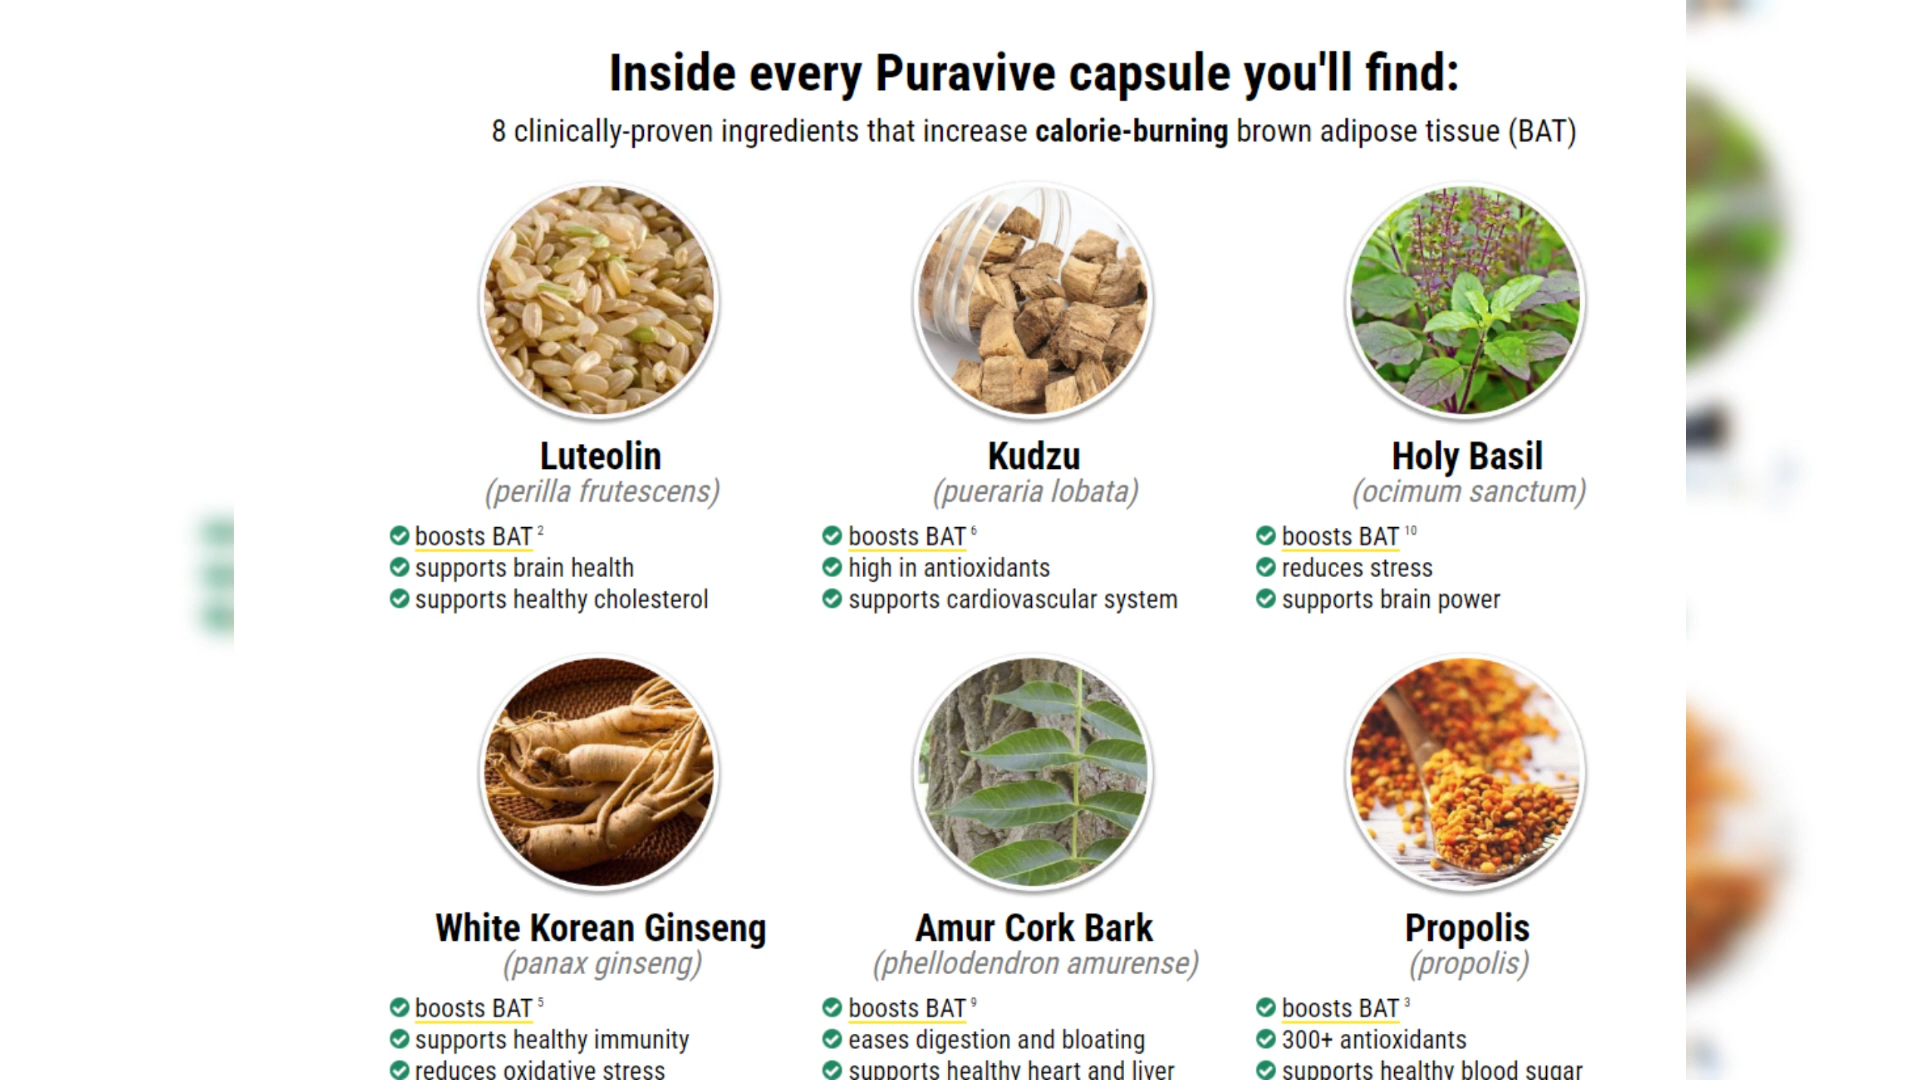 Inside every Puravive capsule you'll find:
8 clinically-proven ingredients that increase calorie-burning brown adipose tissue (BAT)
Luteolin
(perilla frutescens)
boosts BAT 2
supports brain health
supports healthy cholesterol
Kudzu
(pueraria lobata)
boosts BAT 6
high in antioxidants
supports cardiovascular system
Holy Basil
(ocimum sanctum)
boosts BAT 10
reduces stress
supports brain power
White Korean Ginseng
(panax ginseng)
boosts BAT 5
supports healthy immunity
reduces oxidative stress
Amur Cork Bark
(phellodendron amurense)
boosts BAT 9
eases digestion and bloating
supports healthy heart and liver
Propolis
(propolis)
boosts BAT 3
300+ antioxidants
supports healthy blood sugar